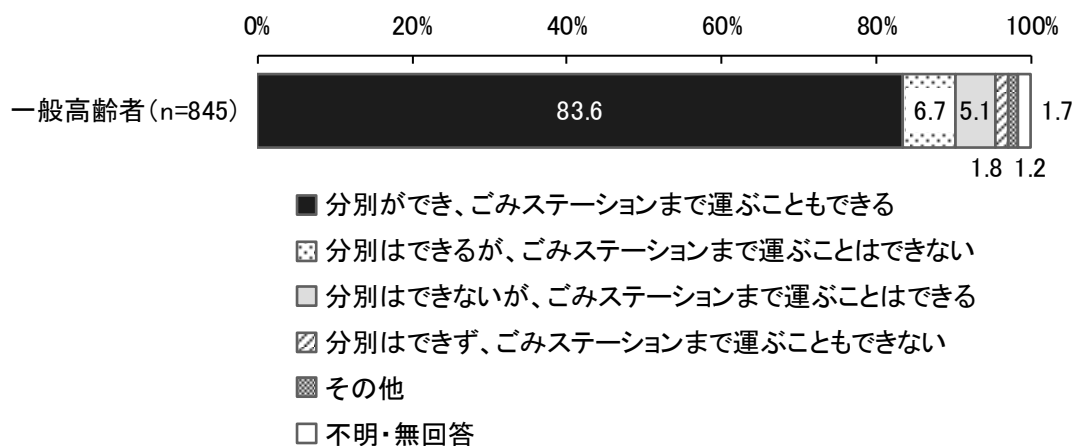 0% 20% 40% 60% 80% 100%
一般高齢者(n=845) 83.6 6.7 5.1 1.7
1.8 1.2
分別ができ、ごみステーションまで運ぶこともできる
分別はできるが、ごみステーションまで運ぶことはできない
分別はできないが、ごみステーションまで運ぶことはできる
分別はできず、ごみステーションまで運ぶこともできない
その他
不明・無回答